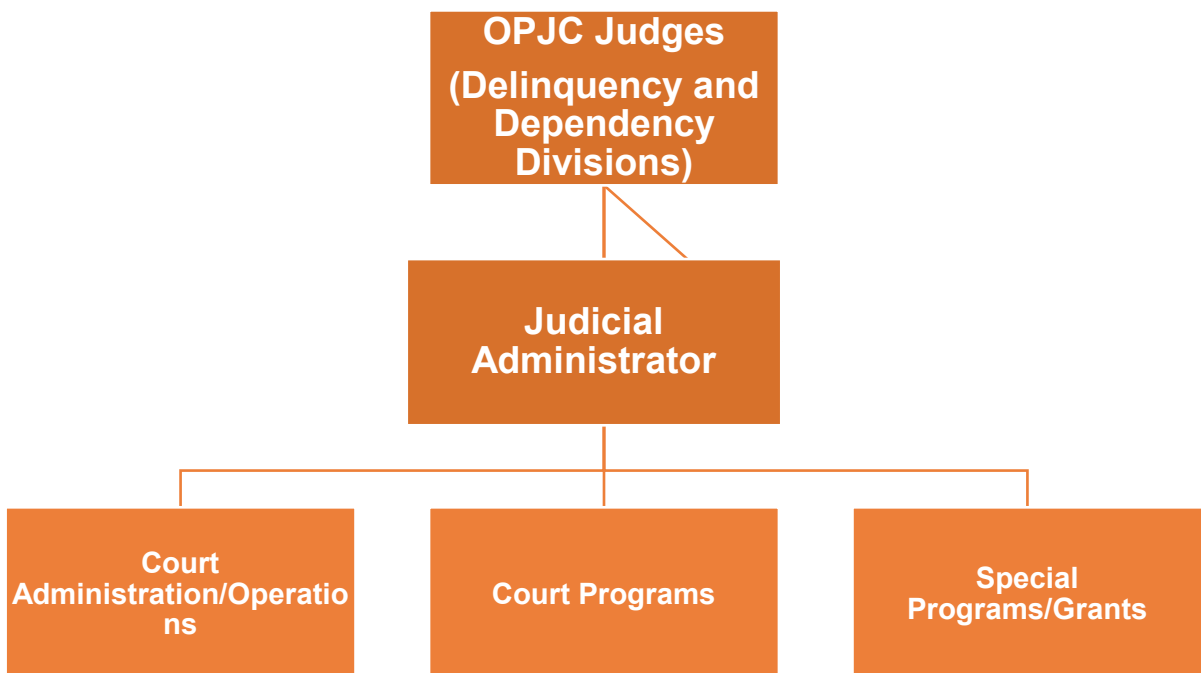 OPJC Judges
(Delinquency and
Dependency
Divisions)
Judicial
Administrator
Court
Administration/Operatio
ns
Court Programs
Special
Programs/Grants